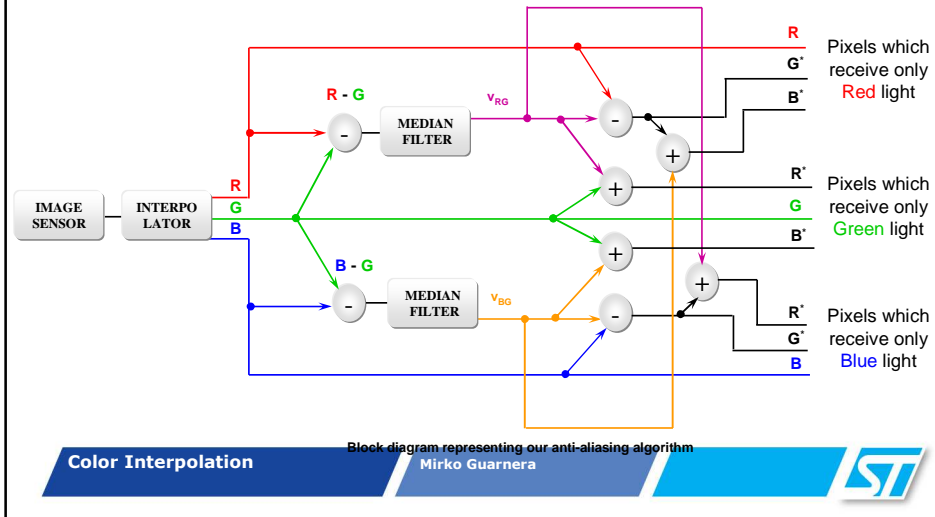 R
G*
B*
Pixels which
receive only
Red light
R - G
vRG
-
MEDIAN
FILTER
-
+
R*
G
B*
Pixels which
receive only
Green light
IMAGE
SENSOR
INTERPO
LATOR
R
G
B
+
+
B - G
-
MEDIAN
FILTER
vBG
-
+
R*
G*
B
Pixels which
receive only
Blue light
Block diagram representing our anti-aliasing algorithm
Color Interpolation
Mirko Guarnera
ST